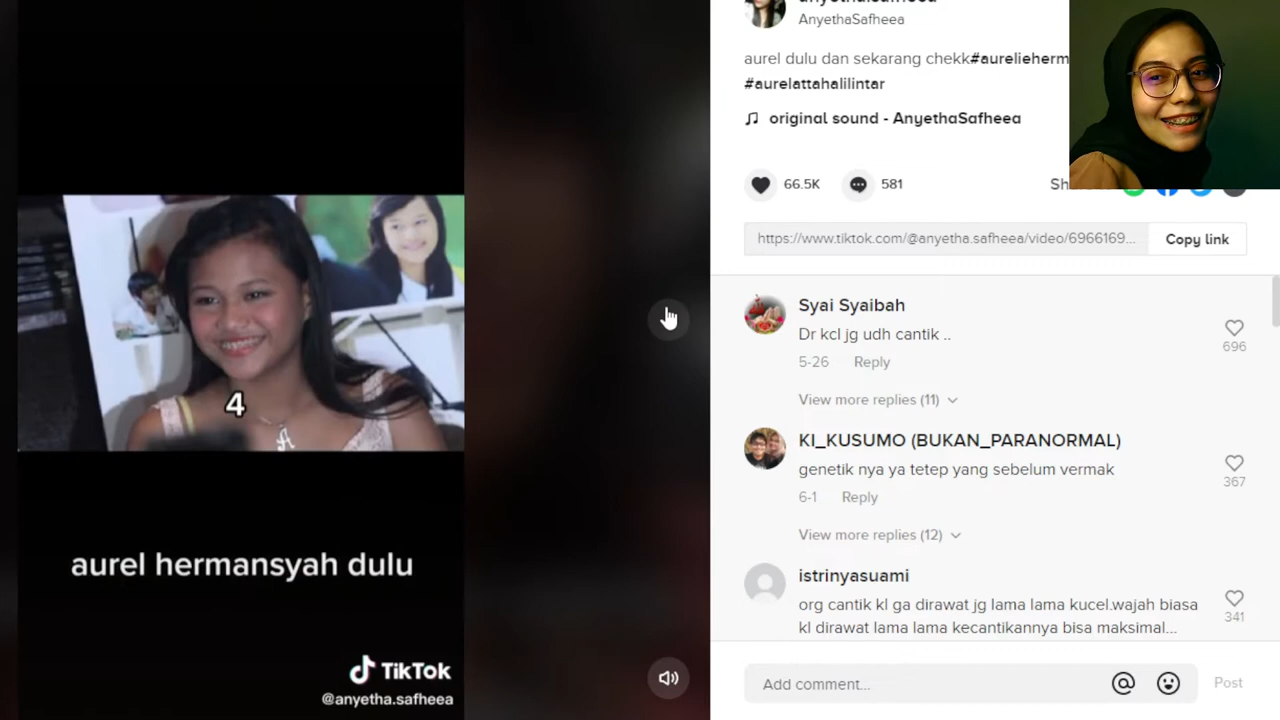 4
aurel hermansyah dulu
TikTok
@anyetha.safheea
AnyethaSafheea
aurel dulu dan sekarang chekk
#aurelattahalilintar
original sound - AnyethaSafheea
66.5K
581
https://www.tiktok.com/@anyetha.safheea/video/6966169...
Copy link
Syai Syaibah
Dr kcl jg udh cantik ..
5-26 Reply
696
View more replies (11)
KI_KUSUMO (BUKAN_PARANORMAL)
genetik nya ya tetep yang sebelum vermak
6-1 Reply
367
View more replies (12)
istrinyasuami
org cantik kl ga dirawat jg lama lama kucel.wajah biasa
kl dirawat lama lama kecantikannya bisa maksimal...
341
Add comment...
Post